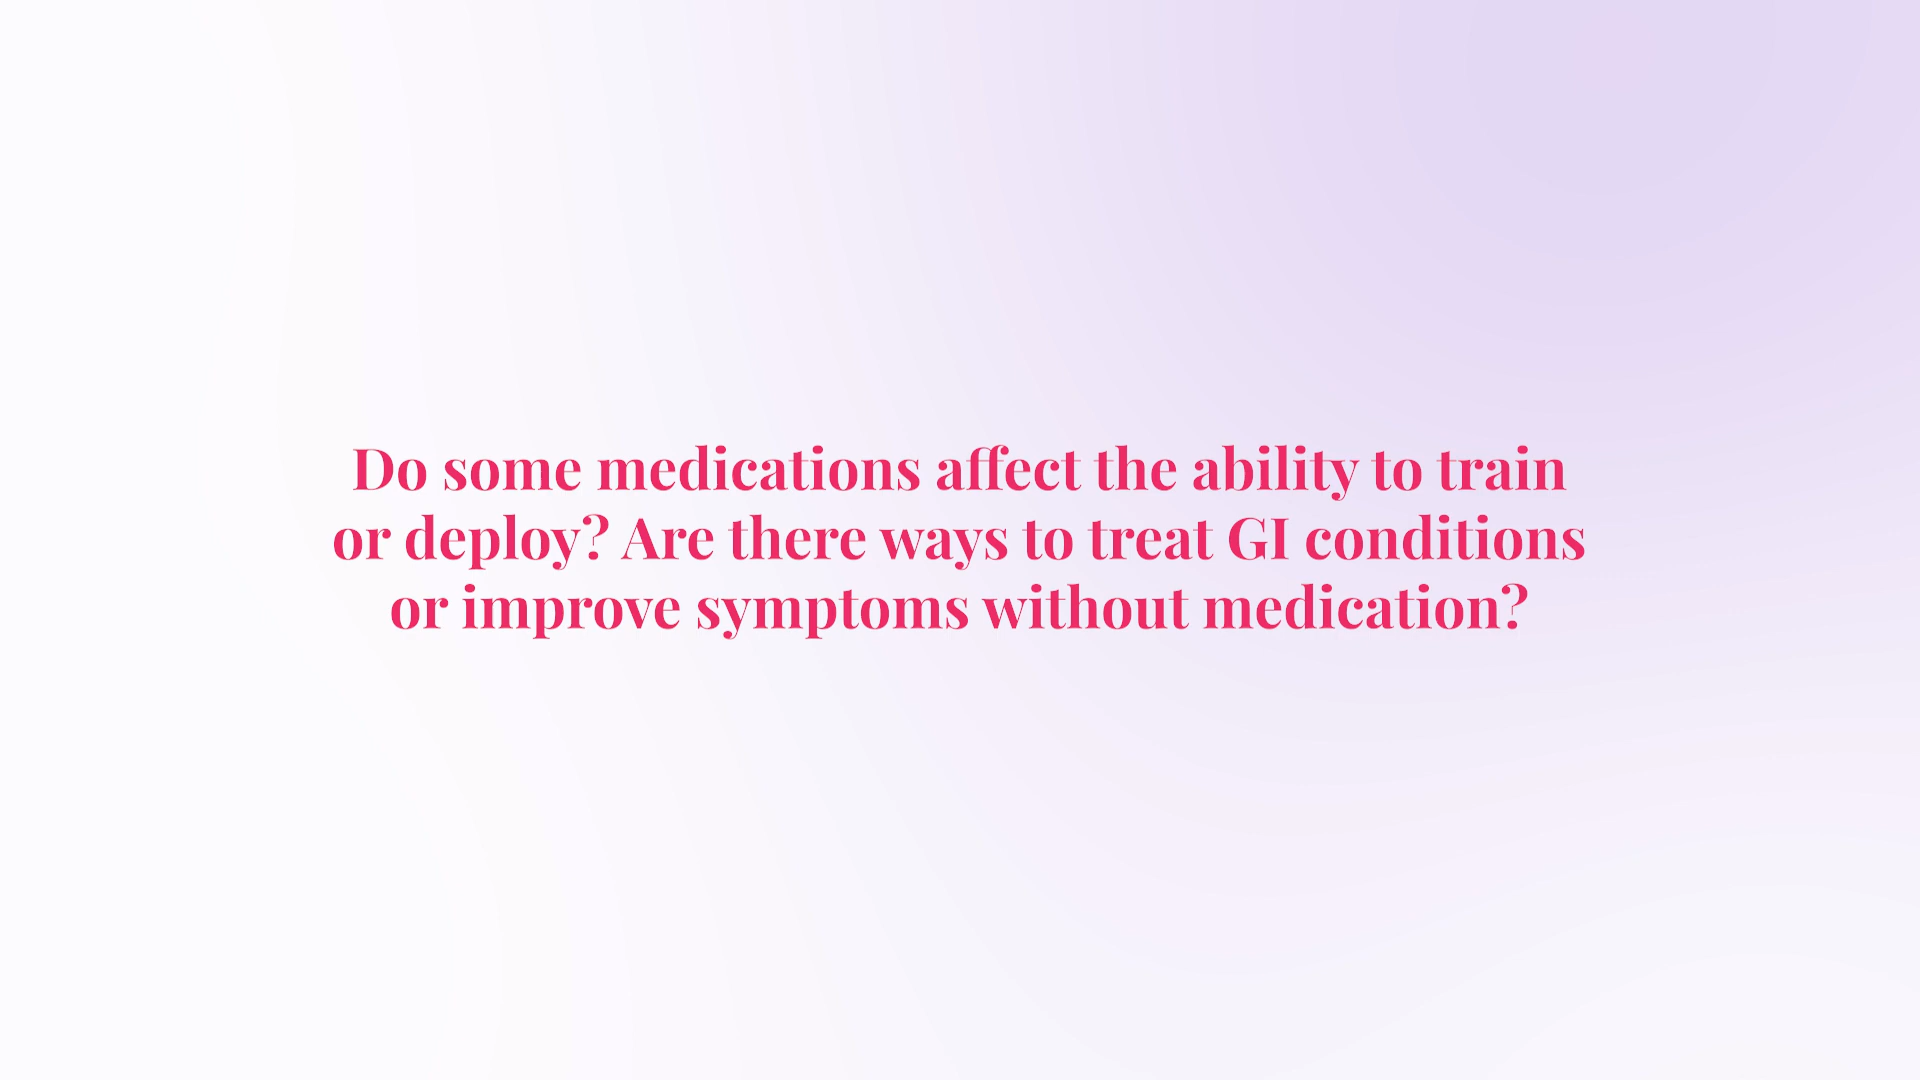 Do some medications affect the ability to train
or deploy? Are there ways to treat GI conditions
or improve symptoms without medication?